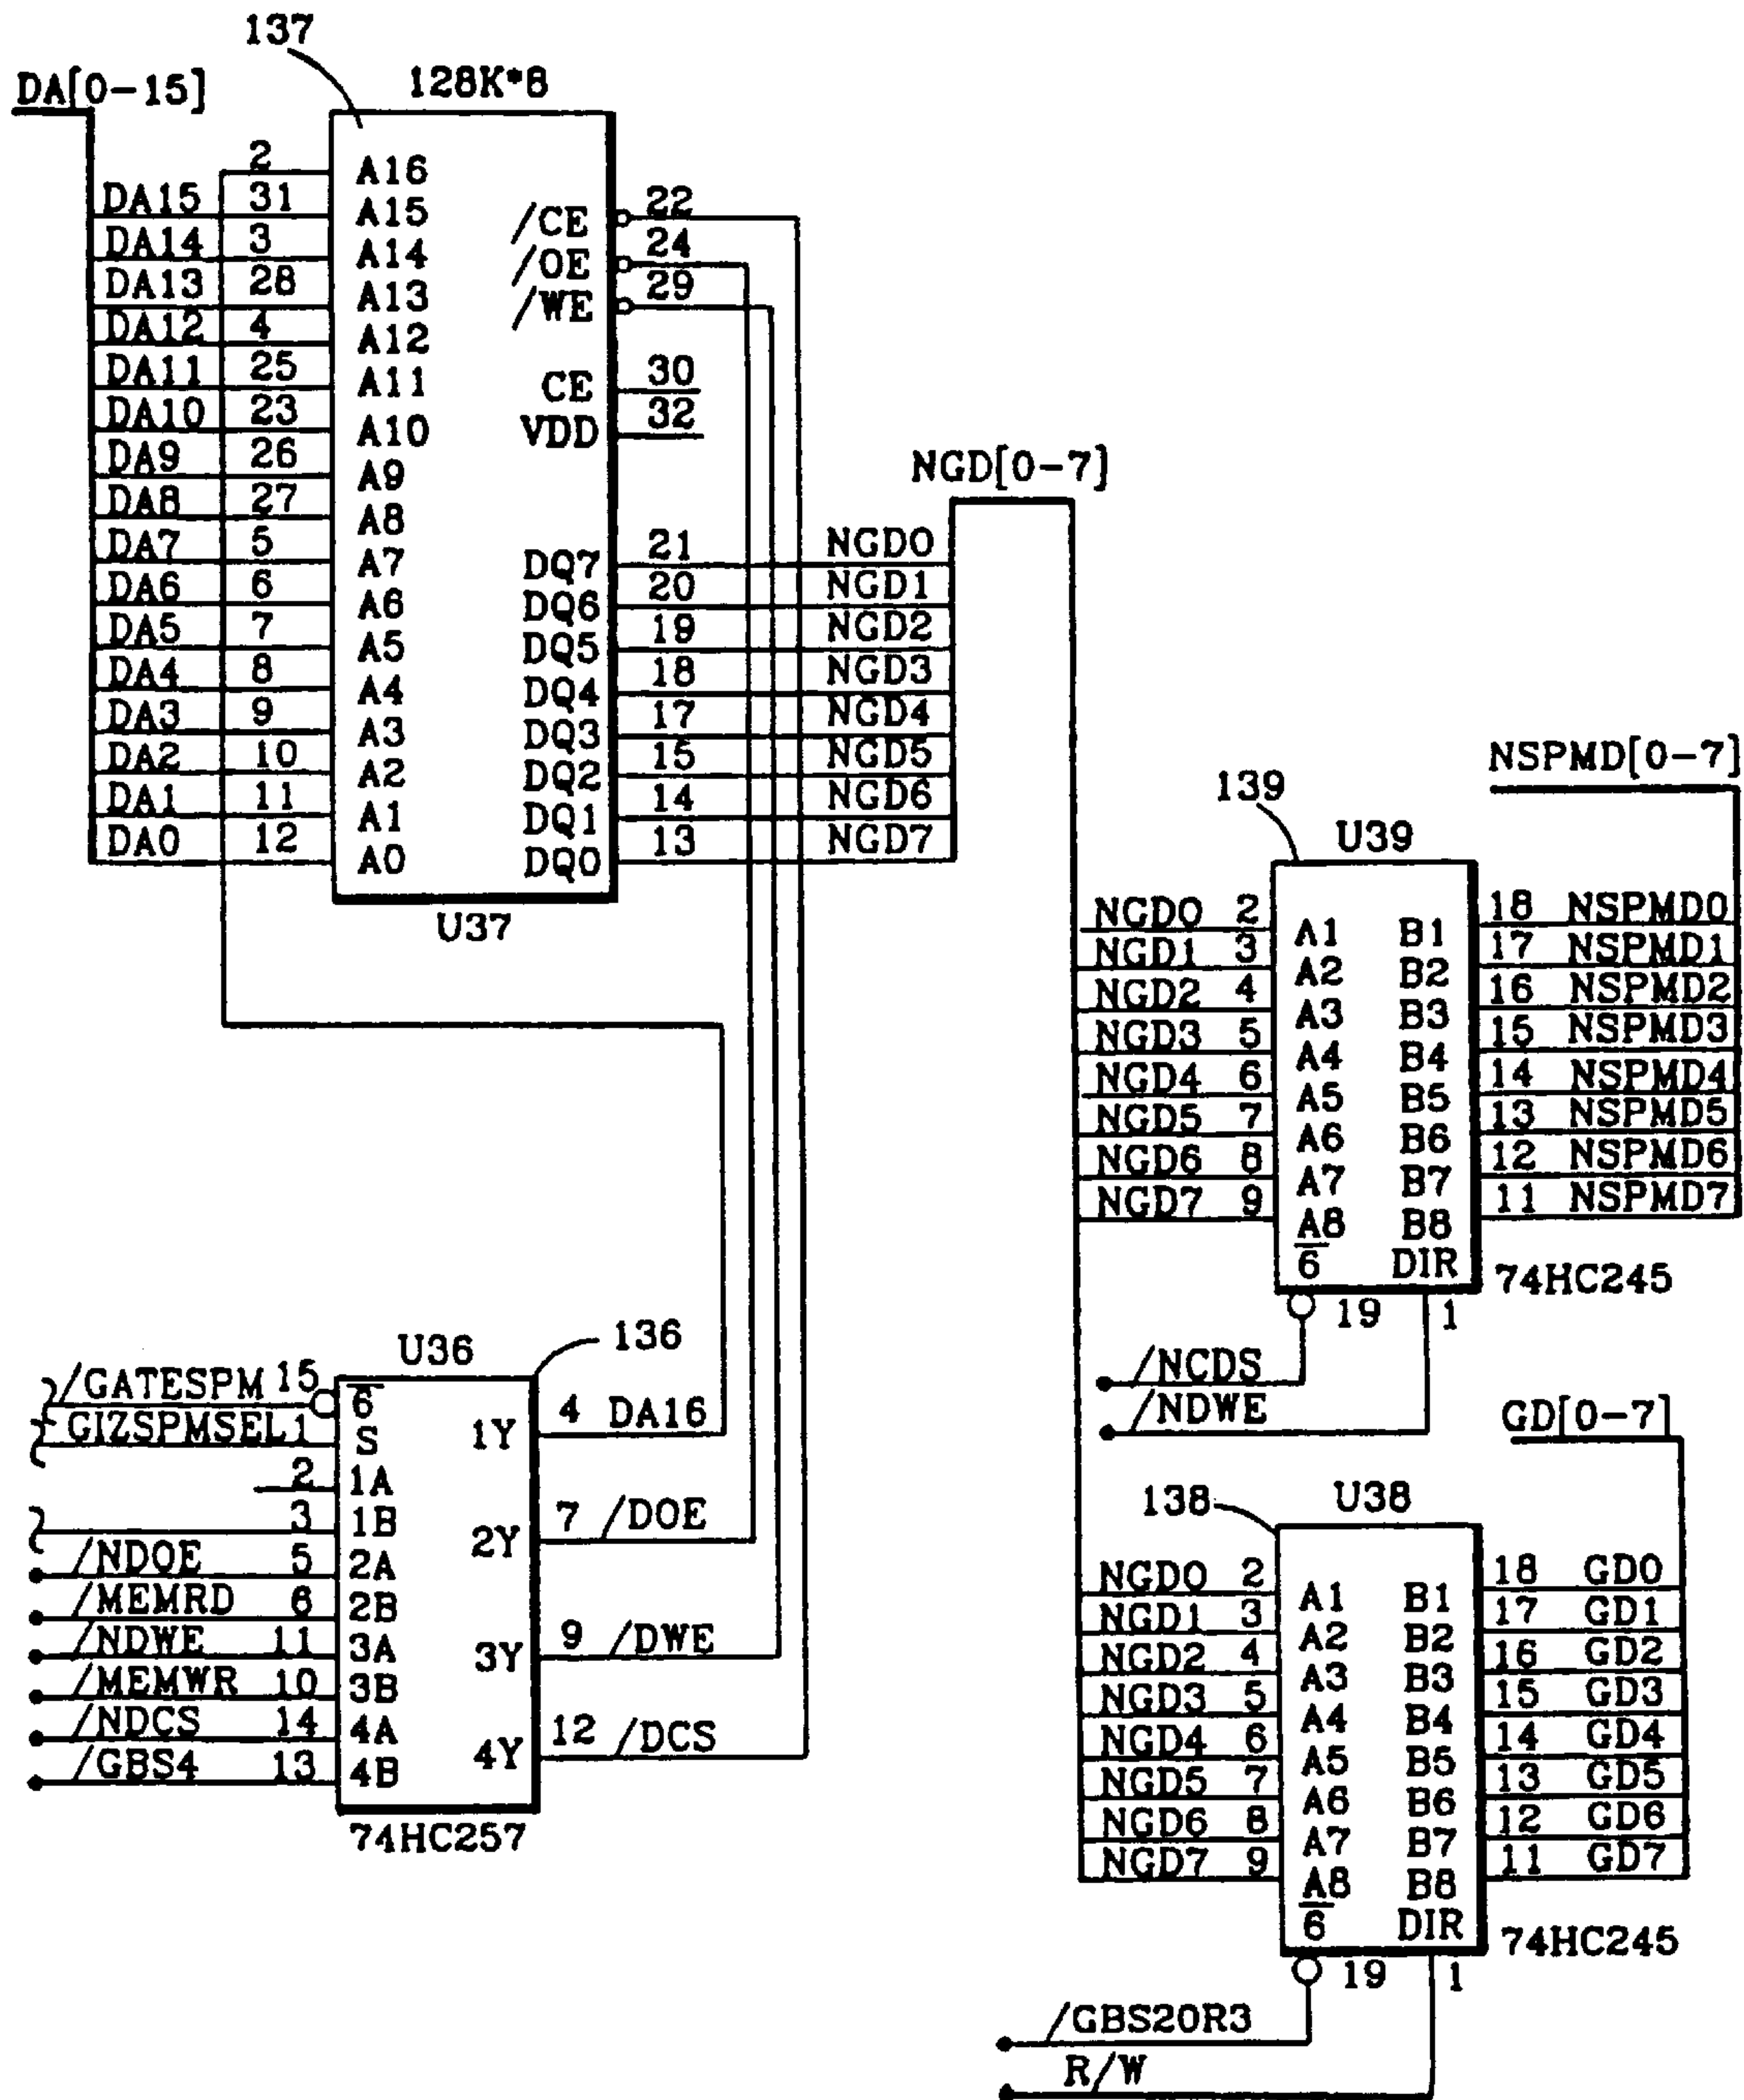 137
DA[0-15]
128K*8
2 A16
DA15 31 A15
DA14 3 A14
DA13 28 A13
DA12 4 A12
DA11 25 A11
DA10 23 A10
DA9 26 A9
DA8 27 A8
DA7 5 A7
DA6 6 A6
DA5 7 A5
DA4 8 A4
DA3 9 A3
DA2 10 A2
DA1 11 A1
DA0 12 A0
/CE 22
/OE 24
/WE 29
CE 30
VDD 32
DQ7 21 NGD0
DQ6 20 NGD1
DQ5 19 NGD2
DQ4 18 NGD3
DQ3 17 NGD4
DQ2 15 NGD5
DQ1 14 NGD6
DQ0 13 NGD7
U37
NGD[0-7]
NSPMD[0-7]
139
U39
NGD0 2 A1 B1 18 NSPMD0
NGD1 3 A2 B2 17 NSPMD1
NGD2 4 A3 B3 16 NSPMD2
NGD3 5 A4 B4 15 NSPMD3
NGD4 6 A5 B5 14 NSPMD4
NGD5 7 A6 B6 13 NSPMD5
NGD6 8 A7 B7 12 NSPMD6
NGD7 9 A8 B8 11 NSPMD7
6 DIR 74HC245
19 1
/NCDS
/NDWE
U36
136
/GATESPM 15 6
GIZSPMSEL 1 S
2 1A
3 1B
/NDOE 5 2A
/MEMRD 6 2B
/NDWE 11 3A
/MEMWR 10 3B
/NDCS 14 4A
/GBS4 13 4B
1Y 4 DA16
2Y 7 /DOE
3Y 9 /DWE
4Y 12 /DCS
74HC257
GD[0-7]
138
U38
NGD0 2 A1 B1 18 GD0
NGD1 3 A2 B2 17 GD1
NGD2 4 A3 B3 16 GD2
NGD3 5 A4 B4 15 GD3
NGD4 6 A5 B5 14 GD4
NGD5 7 A6 B6 13 GD5
NGD6 8 A7 B7 12 GD6
NGD7 9 A8 B8 11 GD7
6 DIR 74HC245
19 1
/GBS20R3
R/W